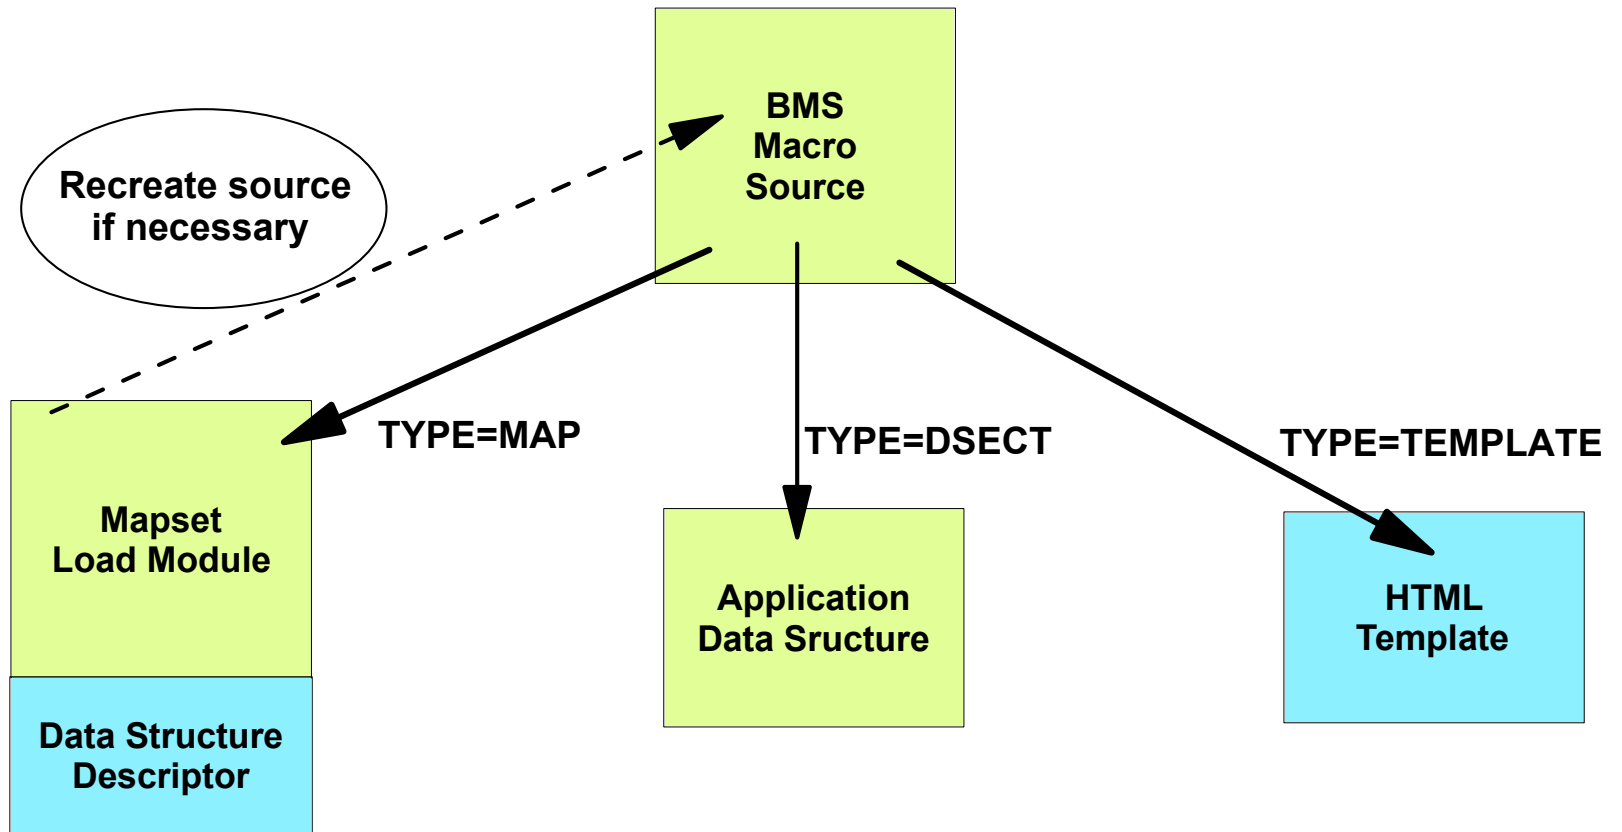 BMS
Macro
Source
Recreate source
if necessary
TYPE=MAP
TYPE=DSECT
TYPE=TEMPLATE
Mapset
Load Module
Application
Data Sructure
HTML
Template
Data Structure
Descriptor